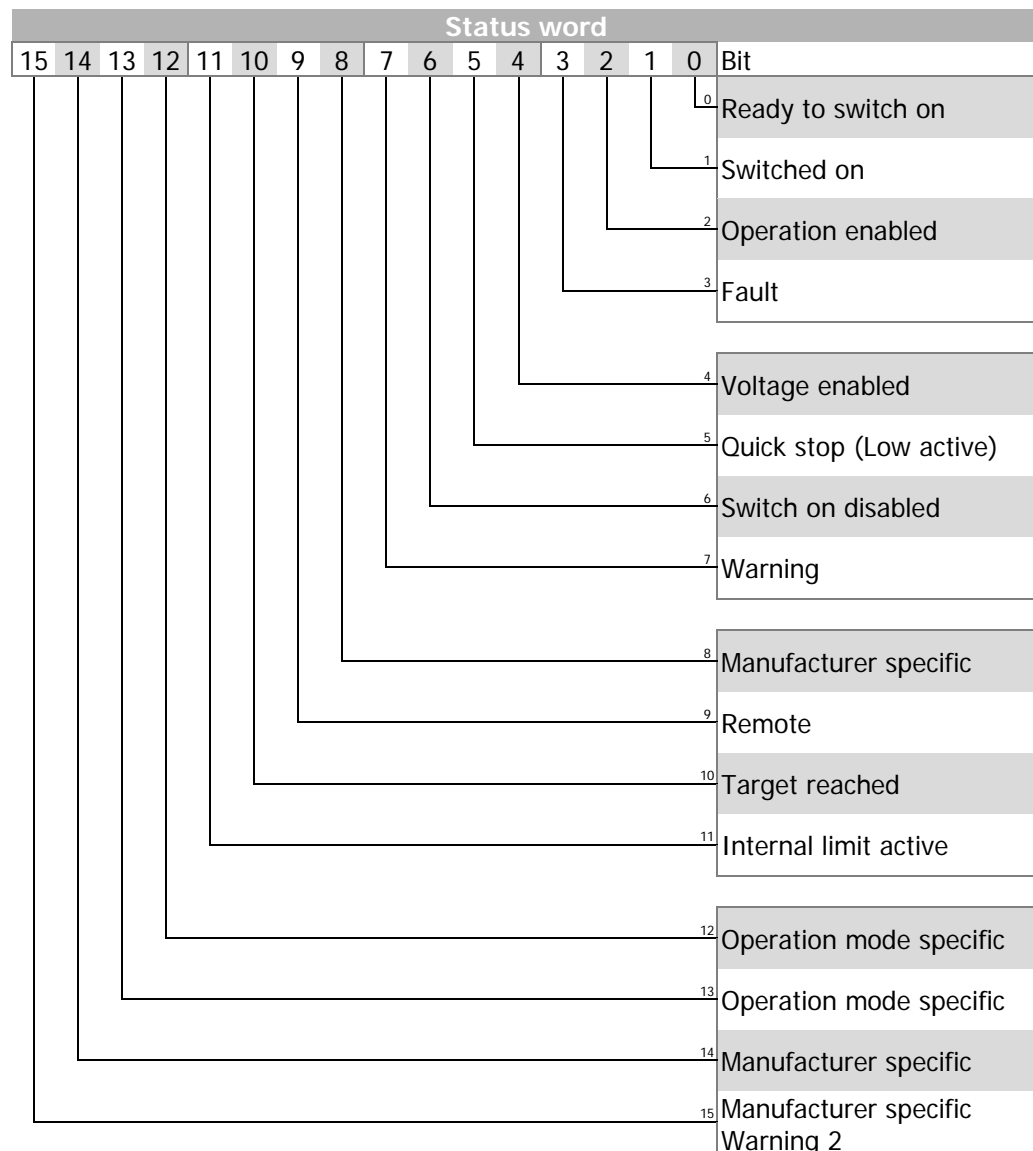 Status word
15 14 13 12 11 10 9 8 7 6 5 4 3 2 1 0 Bit
0 Ready to switch on
1 Switched on
2 Operation enabled
3 Fault
4 Voltage enabled
5 Quick stop (Low active)
6 Switch on disabled
7 Warning
8 Manufacturer specific
9 Remote
10 Target reached
11 Internal limit active
12 Operation mode specific
13 Operation mode specific
14 Manufacturer specific
15 Manufacturer specific
Warning 2